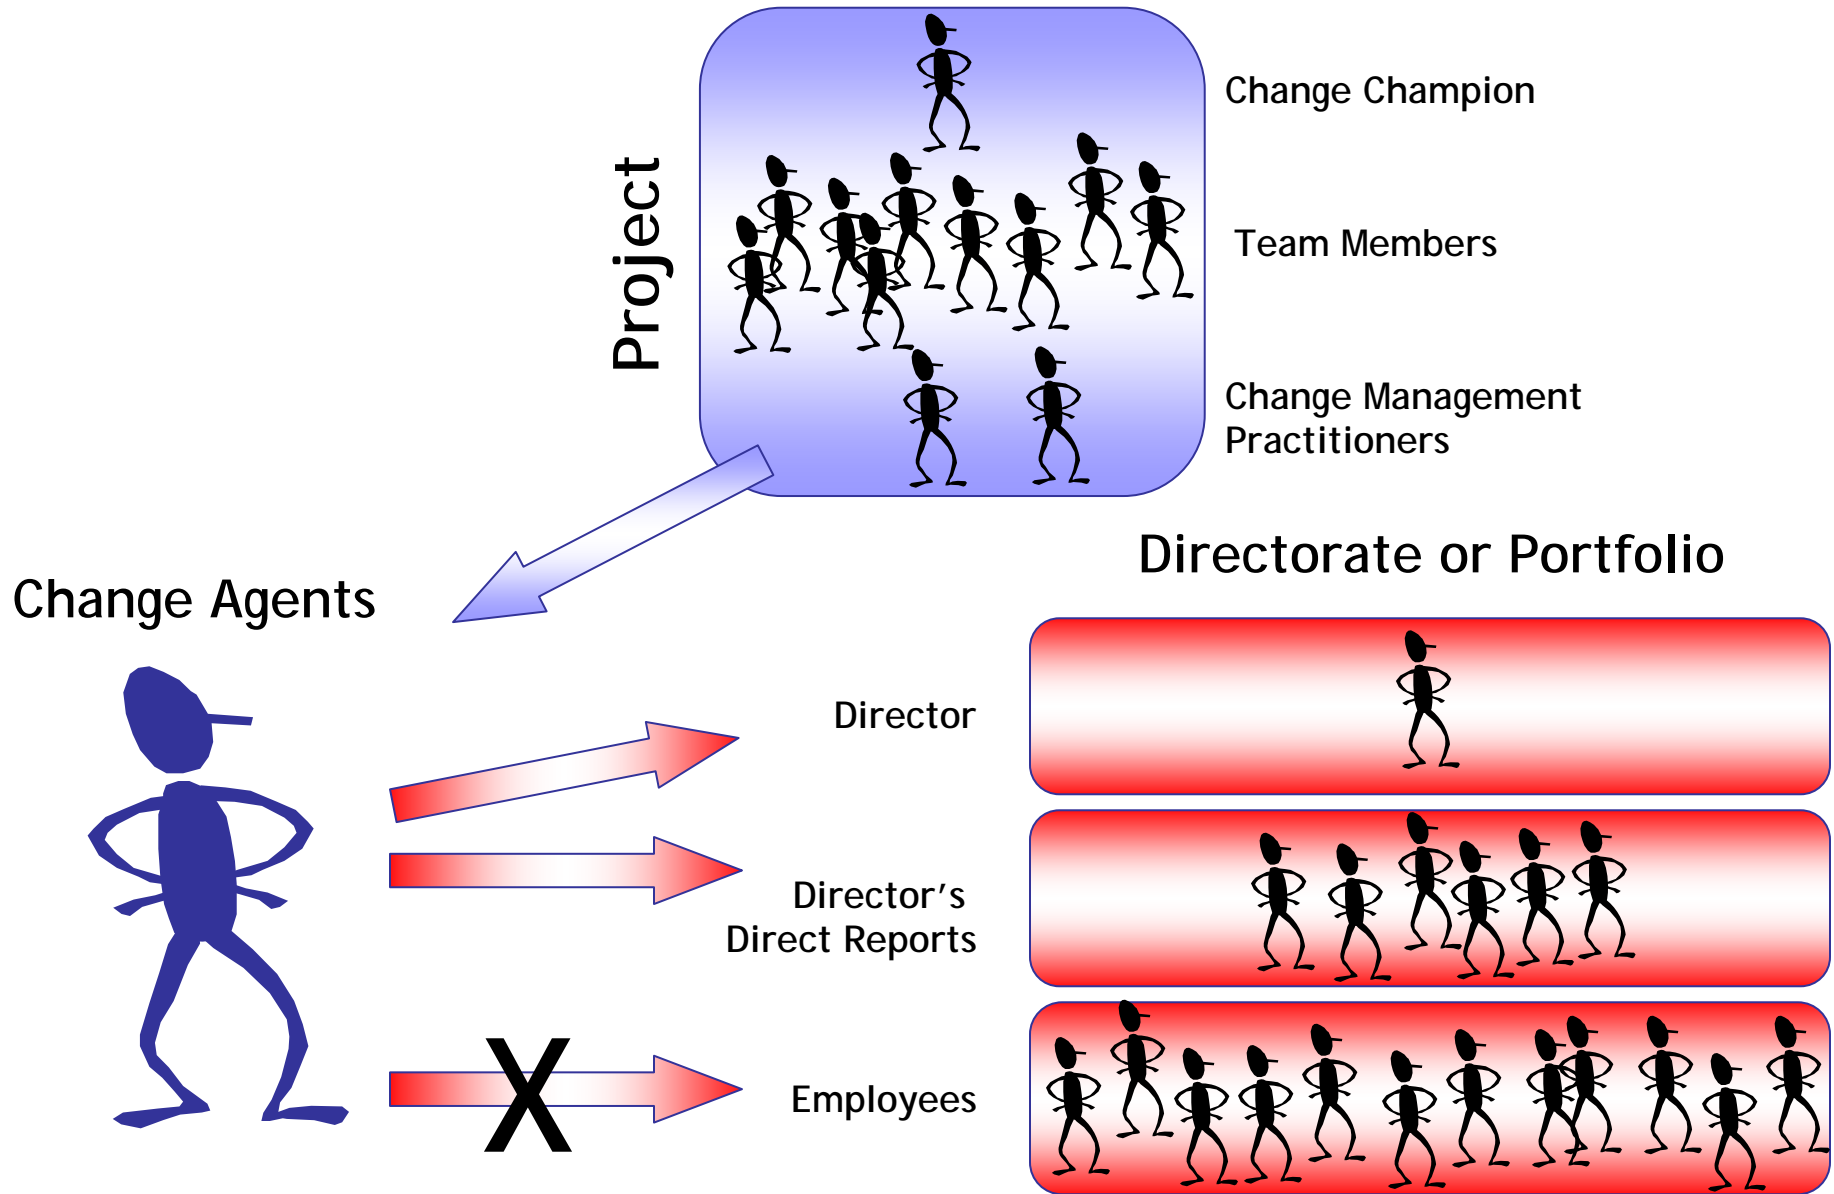 Project
Change Champion
Team Members
Change Management
Practitioners
Directorate or Portfolio
Change Agents
Director
Director's
Direct Reports
Employees
X